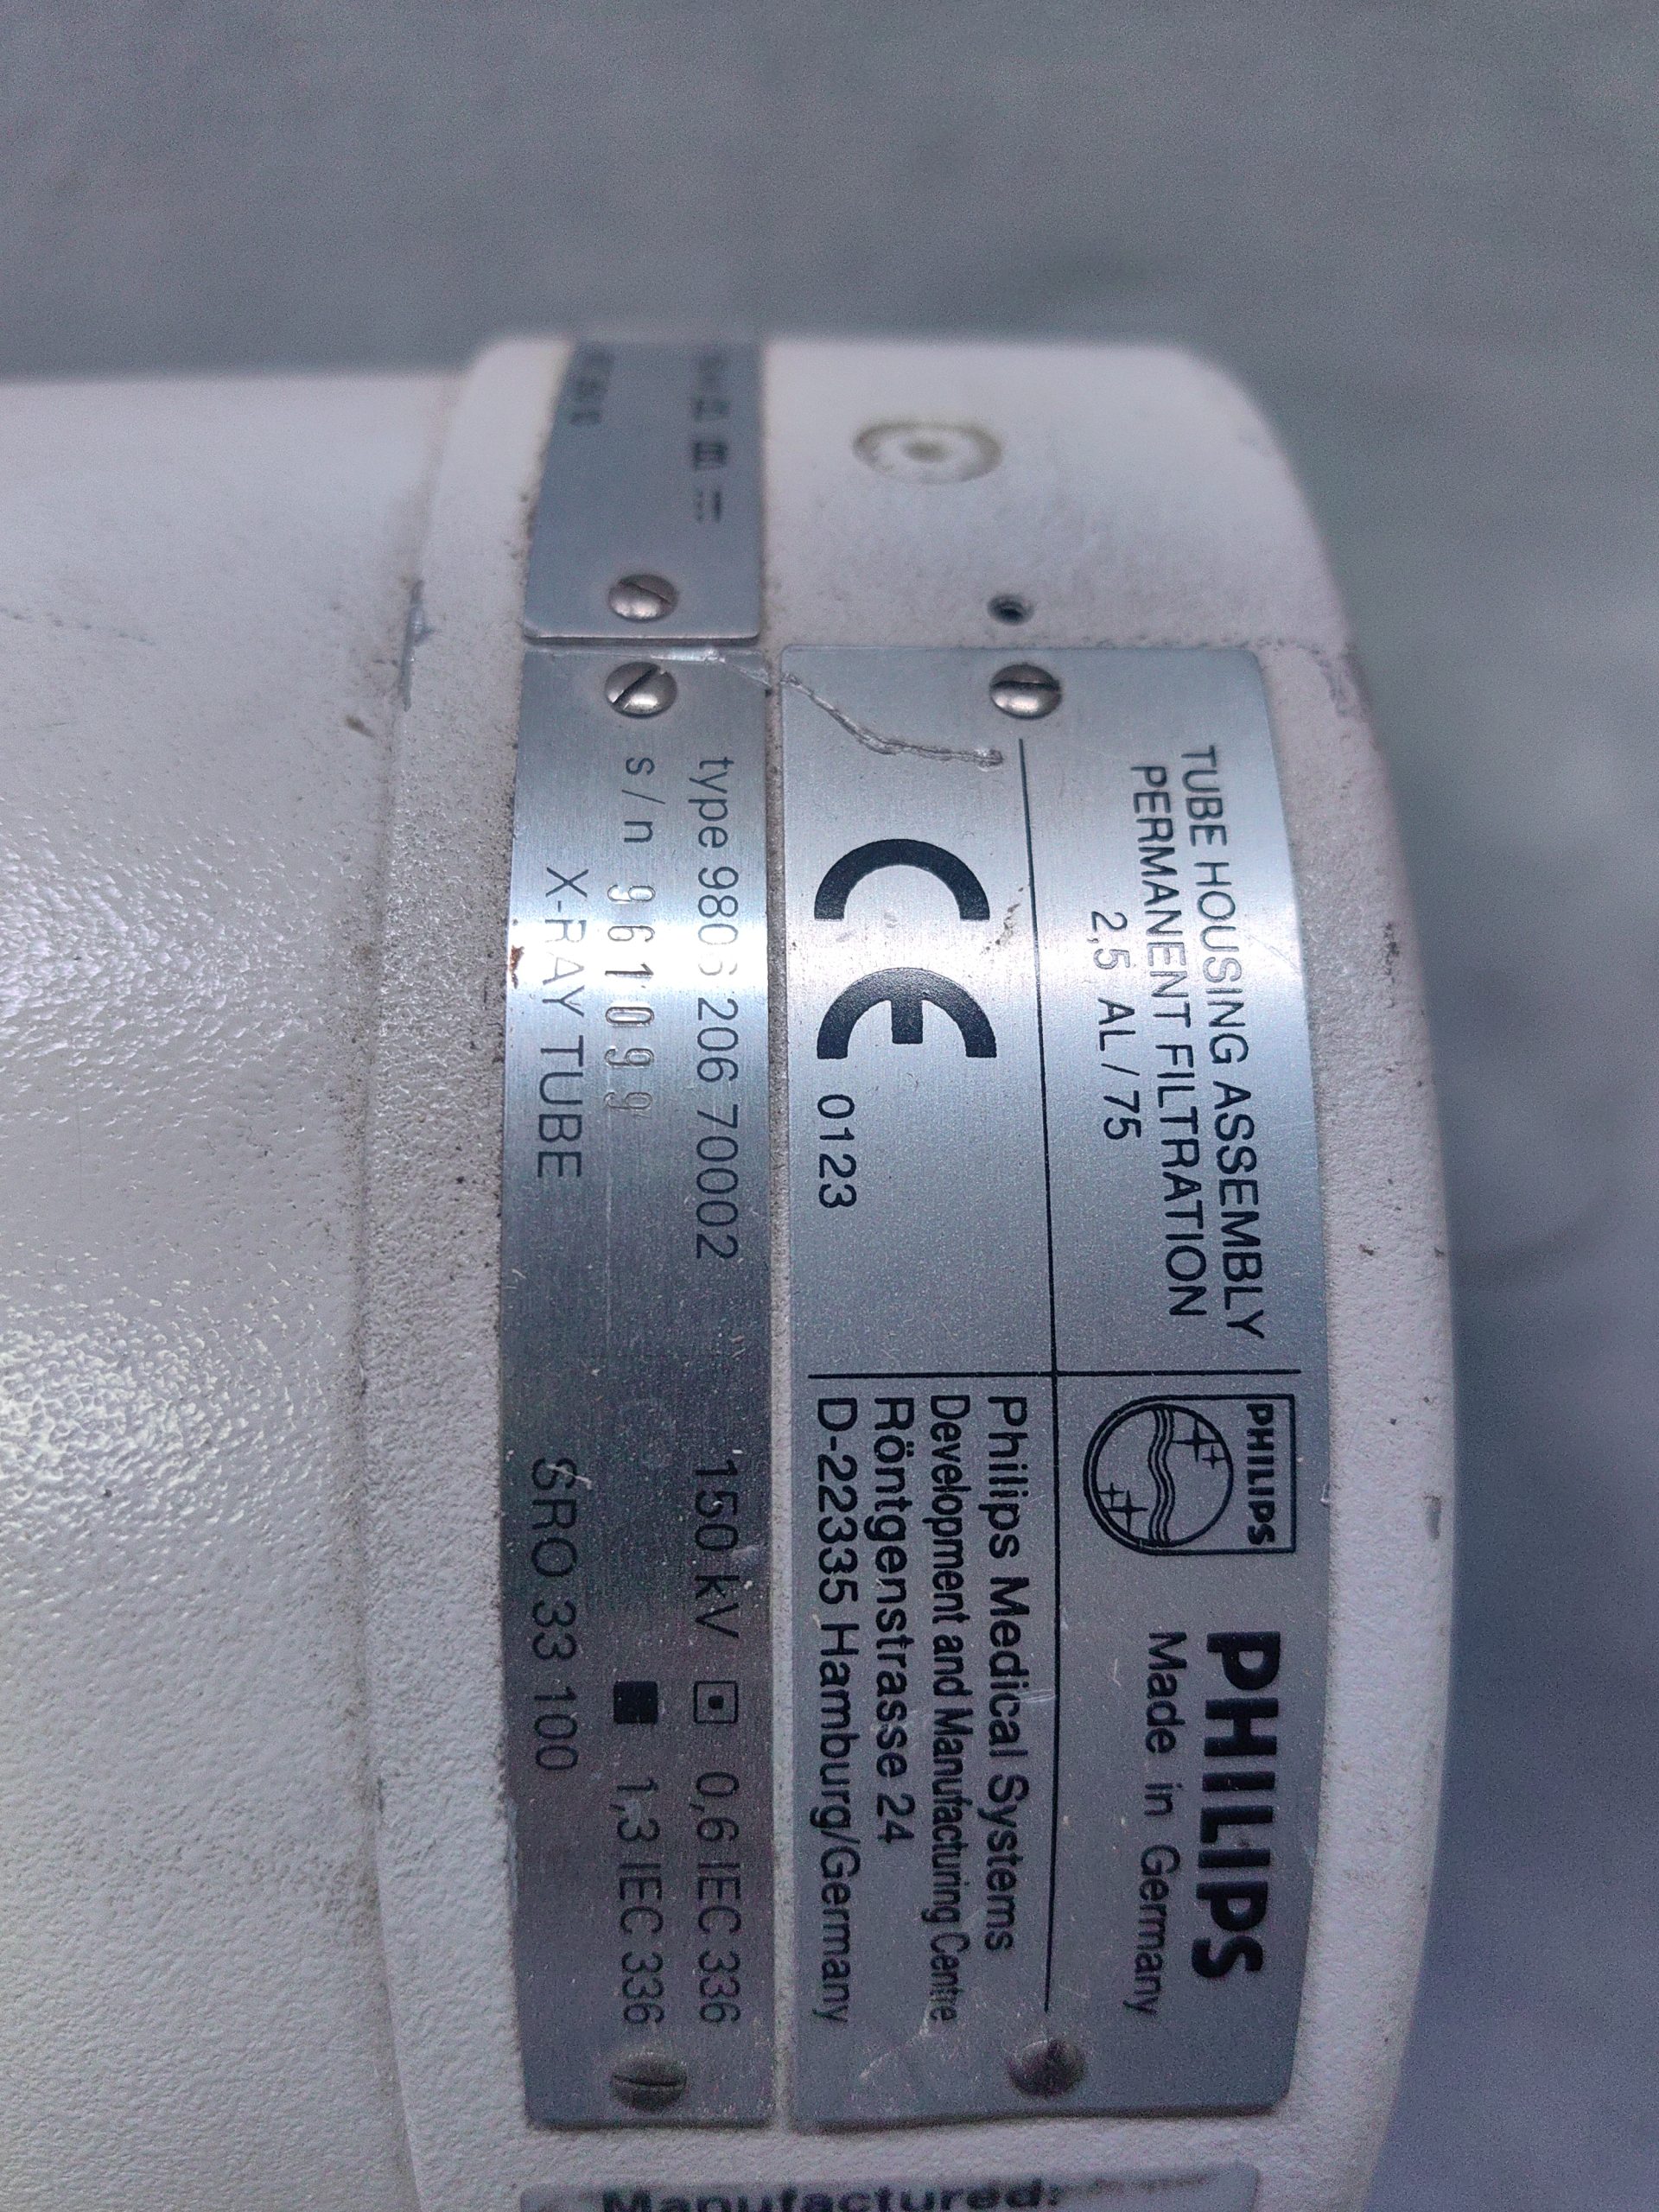 TUBE HOUSING ASSEMBLY
PERMANENT FILTRATION
2,5 AL/75
PHILIPS
PHILIPS
Made in Germany
CE 0123
Philips Medical Systems
Development and Manufacturing Centre
Röntgenstrasse 24
D-22335 Hamburg/Germany
type 9806 206 70002 150 kV 0,6 IEC 336
s/n 961099 1,3 IEC 336
X-RAY TUBE SRO 33 100
Manufactured: